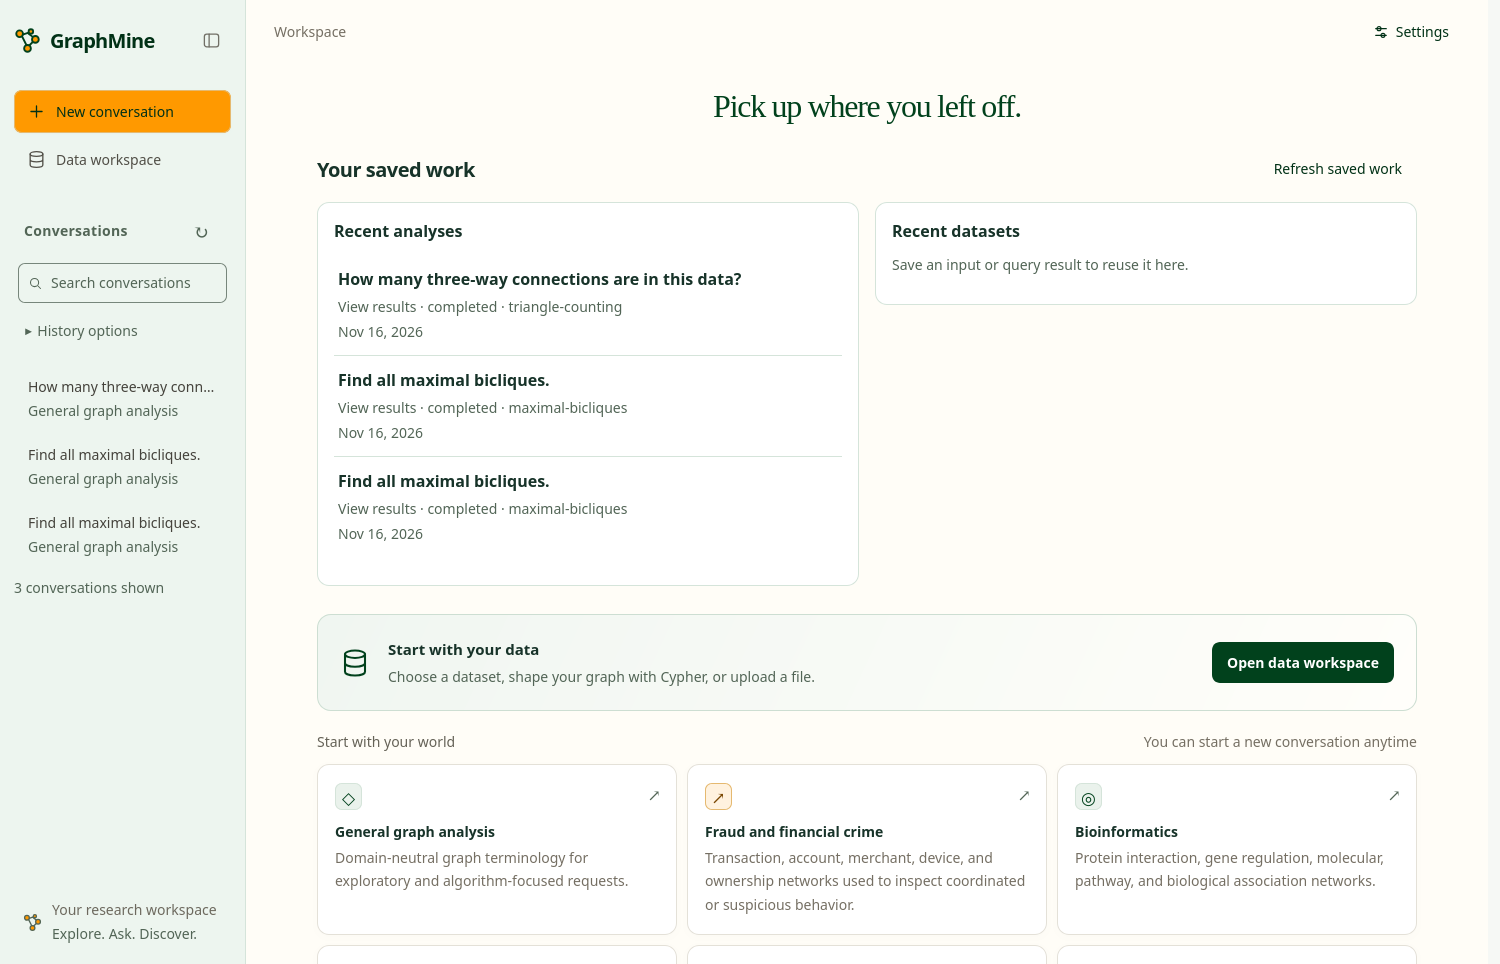 GraphMine
New conversation
Data workspace
Conversations
Search conversations
History options
How many three-way conn...
General graph analysis
Find all maximal bicliques.
General graph analysis
Find all maximal bicliques.
General graph analysis
3 conversations shown
Your research workspace
Explore. Ask. Discover.
Workspace
Settings
Pick up where you left off.
Your saved work
Refresh saved work
Recent analyses
How many three-way connections are in this data?
View results · completed · triangle-counting
Nov 16, 2026
Find all maximal bicliques.
View results · completed · maximal-bicliques
Nov 16, 2026
Find all maximal bicliques.
View results · completed · maximal-bicliques
Nov 16, 2026
Recent datasets
Save an input or query result to reuse it here.
Start with your data
Choose a dataset, shape your graph with Cypher, or upload a file.
Open data workspace
Start with your world
You can start a new conversation anytime
General graph analysis
Domain-neutral graph terminology for
exploratory and algorithm-focused requests.
Fraud and financial crime
Transaction, account, merchant, device, and
ownership networks used to inspect coordinated
or suspicious behavior.
Bioinformatics
Protein interaction, gene regulation, molecular,
pathway, and biological association networks.